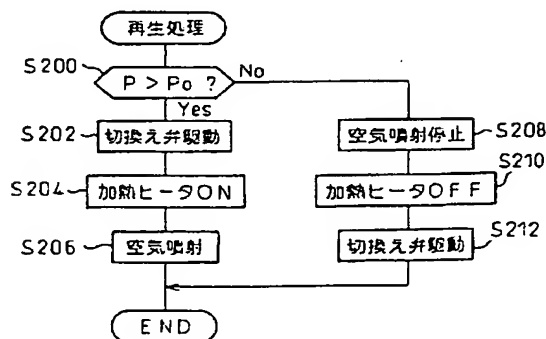 再生処理
S200
P > Po ?
No
Yes
S202
切換え弁駆動
空気噴射停止
S208
S204
加熱ヒータON
加熱ヒータOFF
S210
S206
空気噴射
切換え弁駆動
S212
END